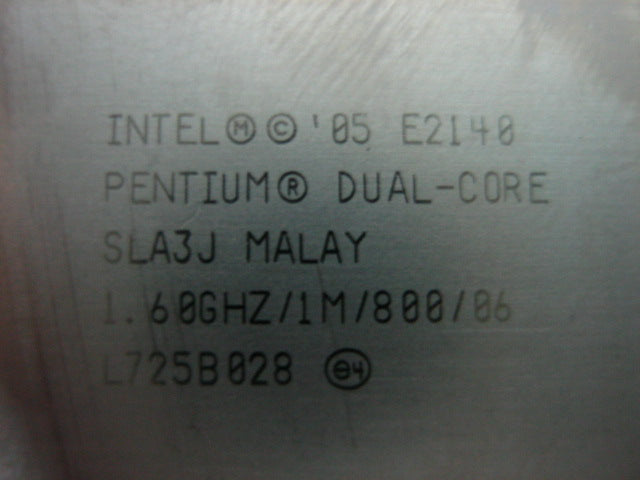 INTEL Ⓜ © '05 E2140
PENTIUM® DUAL-CORE
SLA3J MALAY
1.60GHZ/1M/800/06
L725B028 e4